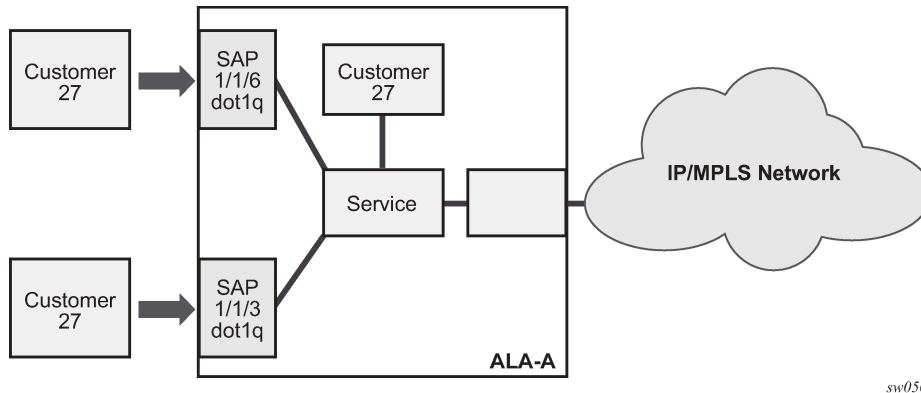 Customer
27
SAP
1/1/6
dot1q
Customer
27
Service
IP/MPLS Network
Customer
27
SAP
1/1/3
dot1q
ALA-A